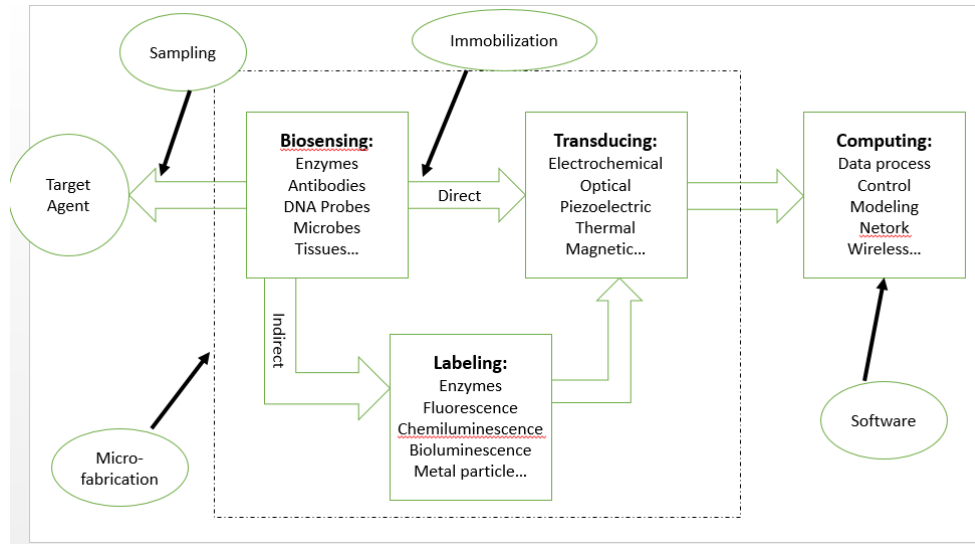 Sampling
Immobilization
Target
Agent
Biosensing:
Enzymes
Antibodies
DNA Probes
Microbes
Tissues...
Direct
Transducing:
Electrochemical
Optical
Piezoelectric
Thermal
Magnetic...
Computing:
Data process
Control
Modeling
Netork
Wireless...
Indirect
Labeling:
Enzymes
Fluorescence
Chemiluminescence
Bioluminescence
Metal particle...
Micro-
fabrication
Software